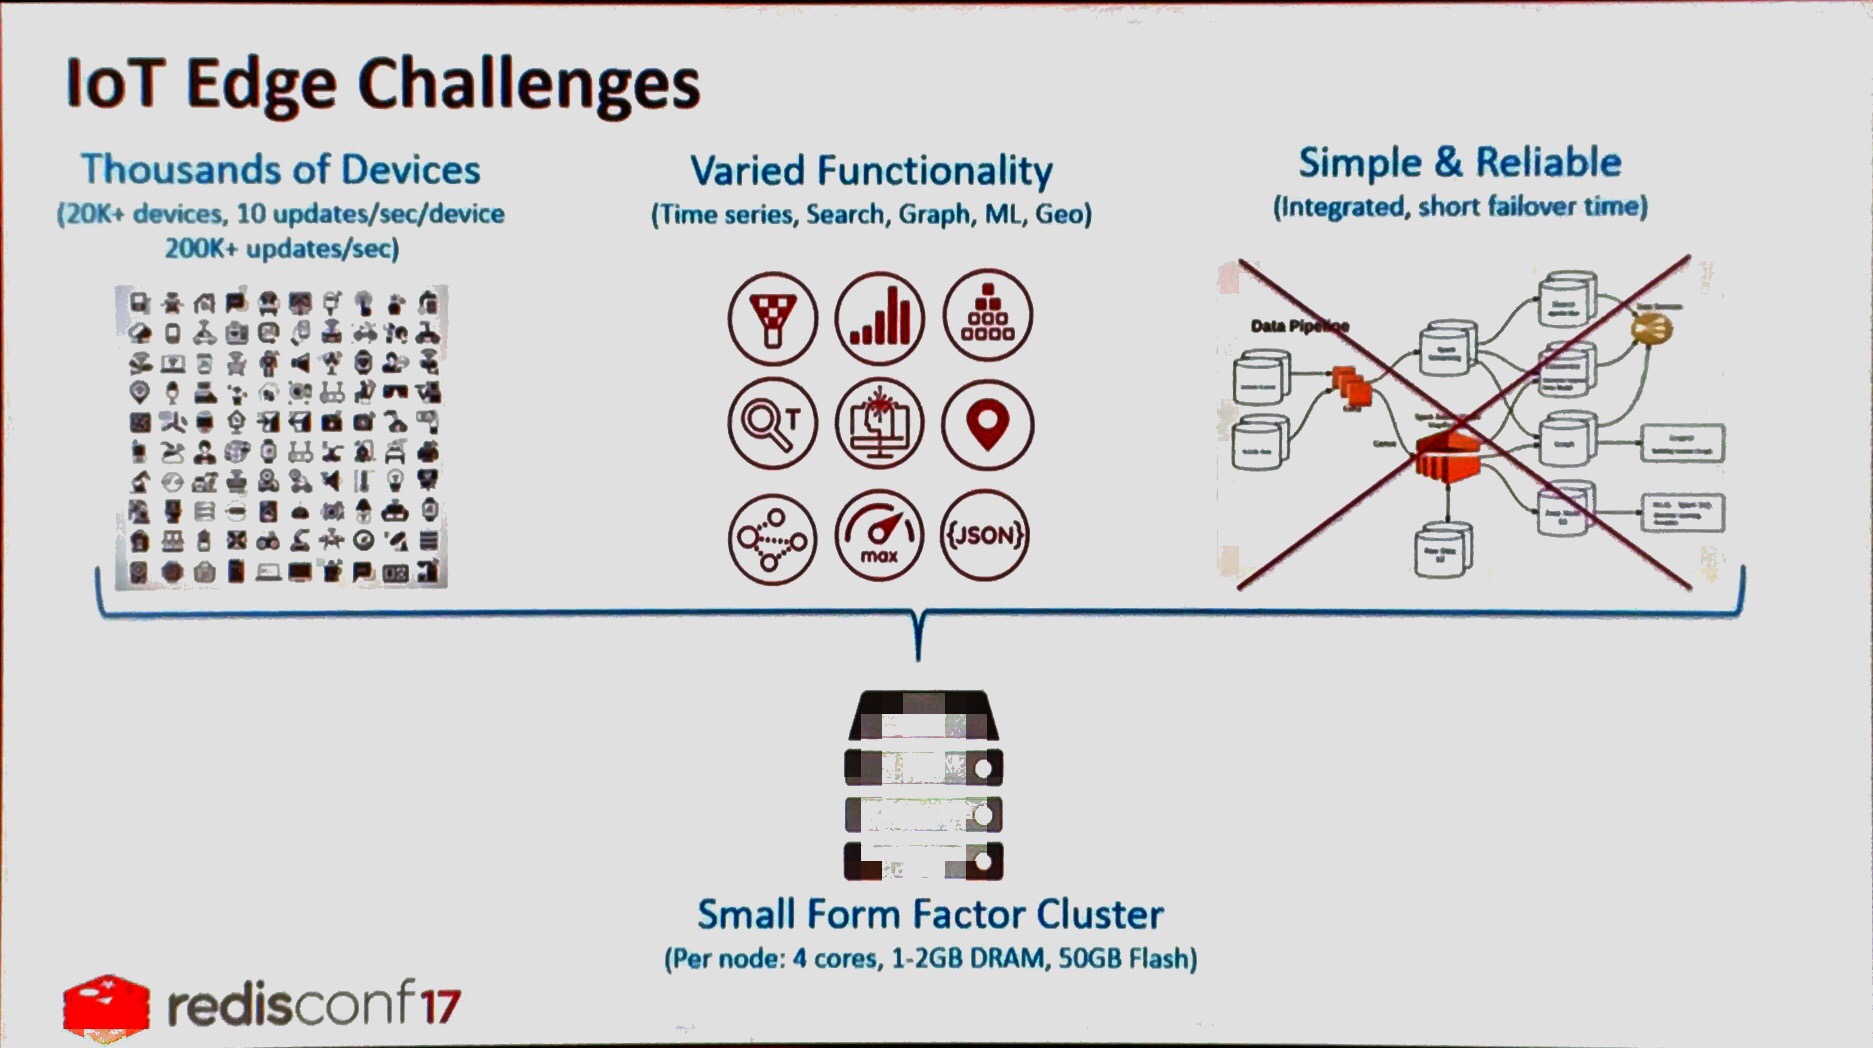 IoT Edge Challenges
Thousands of Devices
(20K+ devices, 10 updates/sec/device
200K+ updates/sec)
Varied Functionality
(Time series, Search, Graph, ML, Geo)
Simple & Reliable
(Integrated, short failover time)
Data Pipeline
T
max
{JSON}
Small Form Factor Cluster
(Per node: 4 cores, 1-2GB DRAM, 50GB Flash)
redisconf17